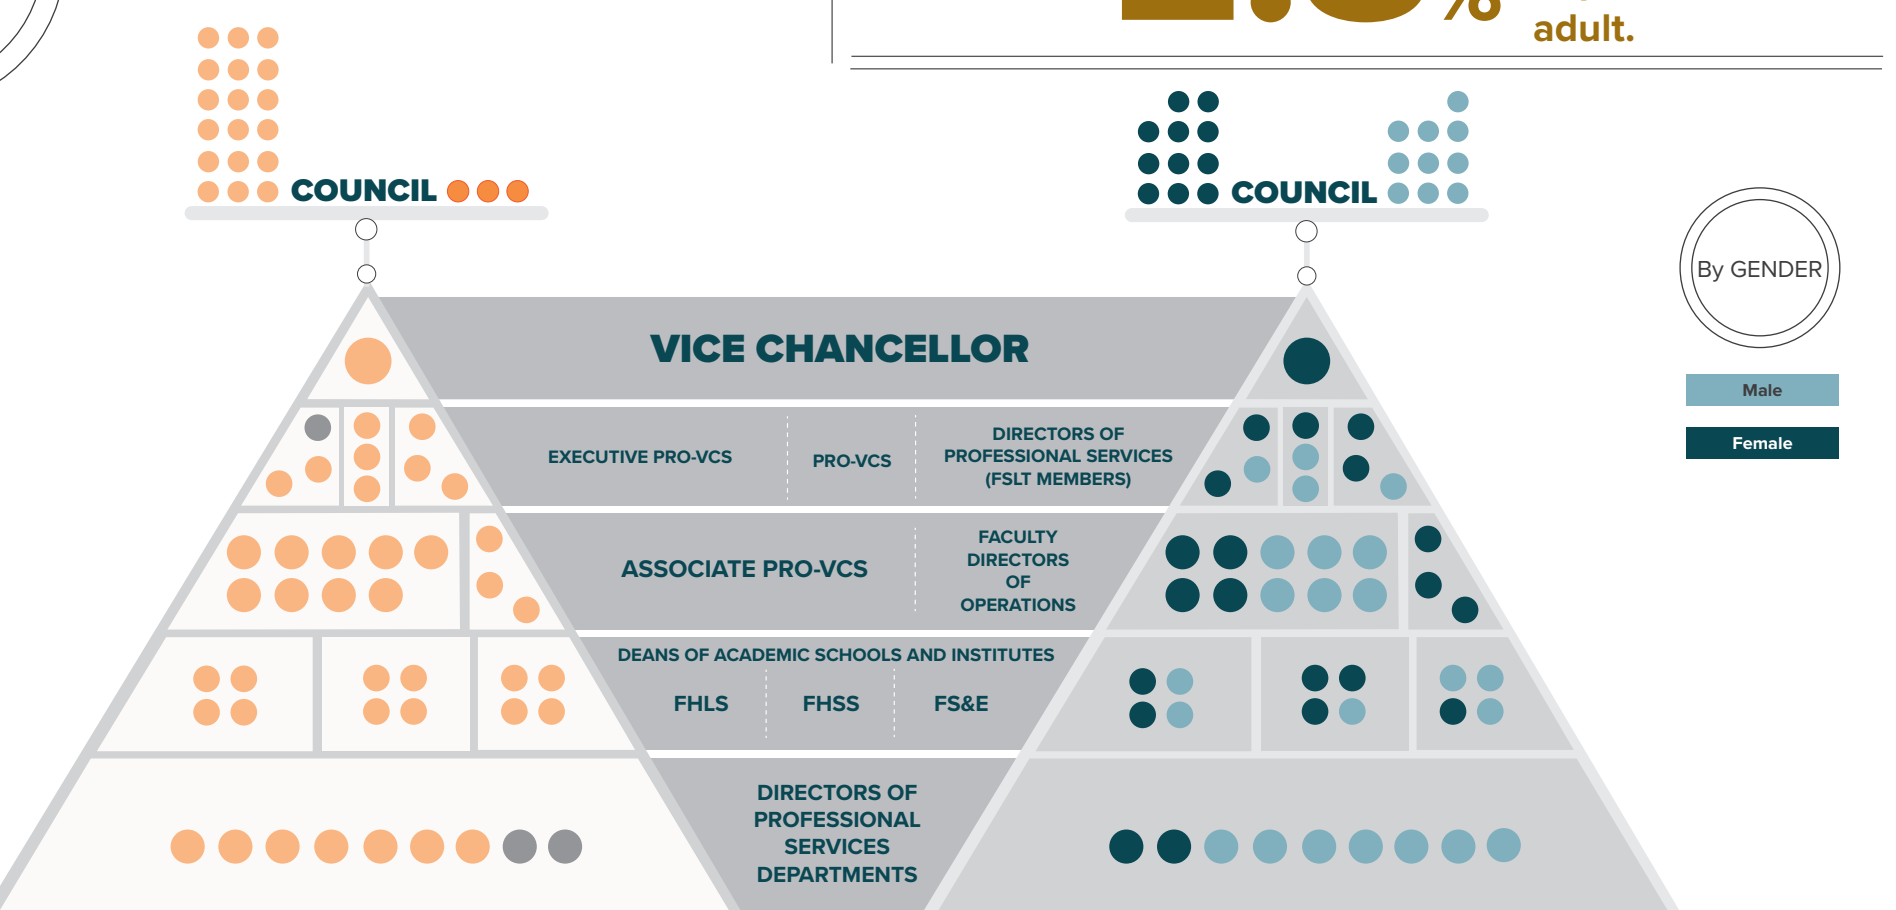 %
adult.
COUNCIL
COUNCIL
By GENDER
Male
Female
VICE CHANCELLOR
EXECUTIVE PRO-VCS
PRO-VCS
DIRECTORS OF
PROFESSIONAL SERVICES
(FSLT MEMBERS)
ASSOCIATE PRO-VCS
FACULTY
DIRECTORS
OF
OPERATIONS
DEANS OF ACADEMIC SCHOOLS AND INSTITUTES
FHLS
FHSS
FS&E
DIRECTORS OF
PROFESSIONAL
SERVICES
DEPARTMENTS